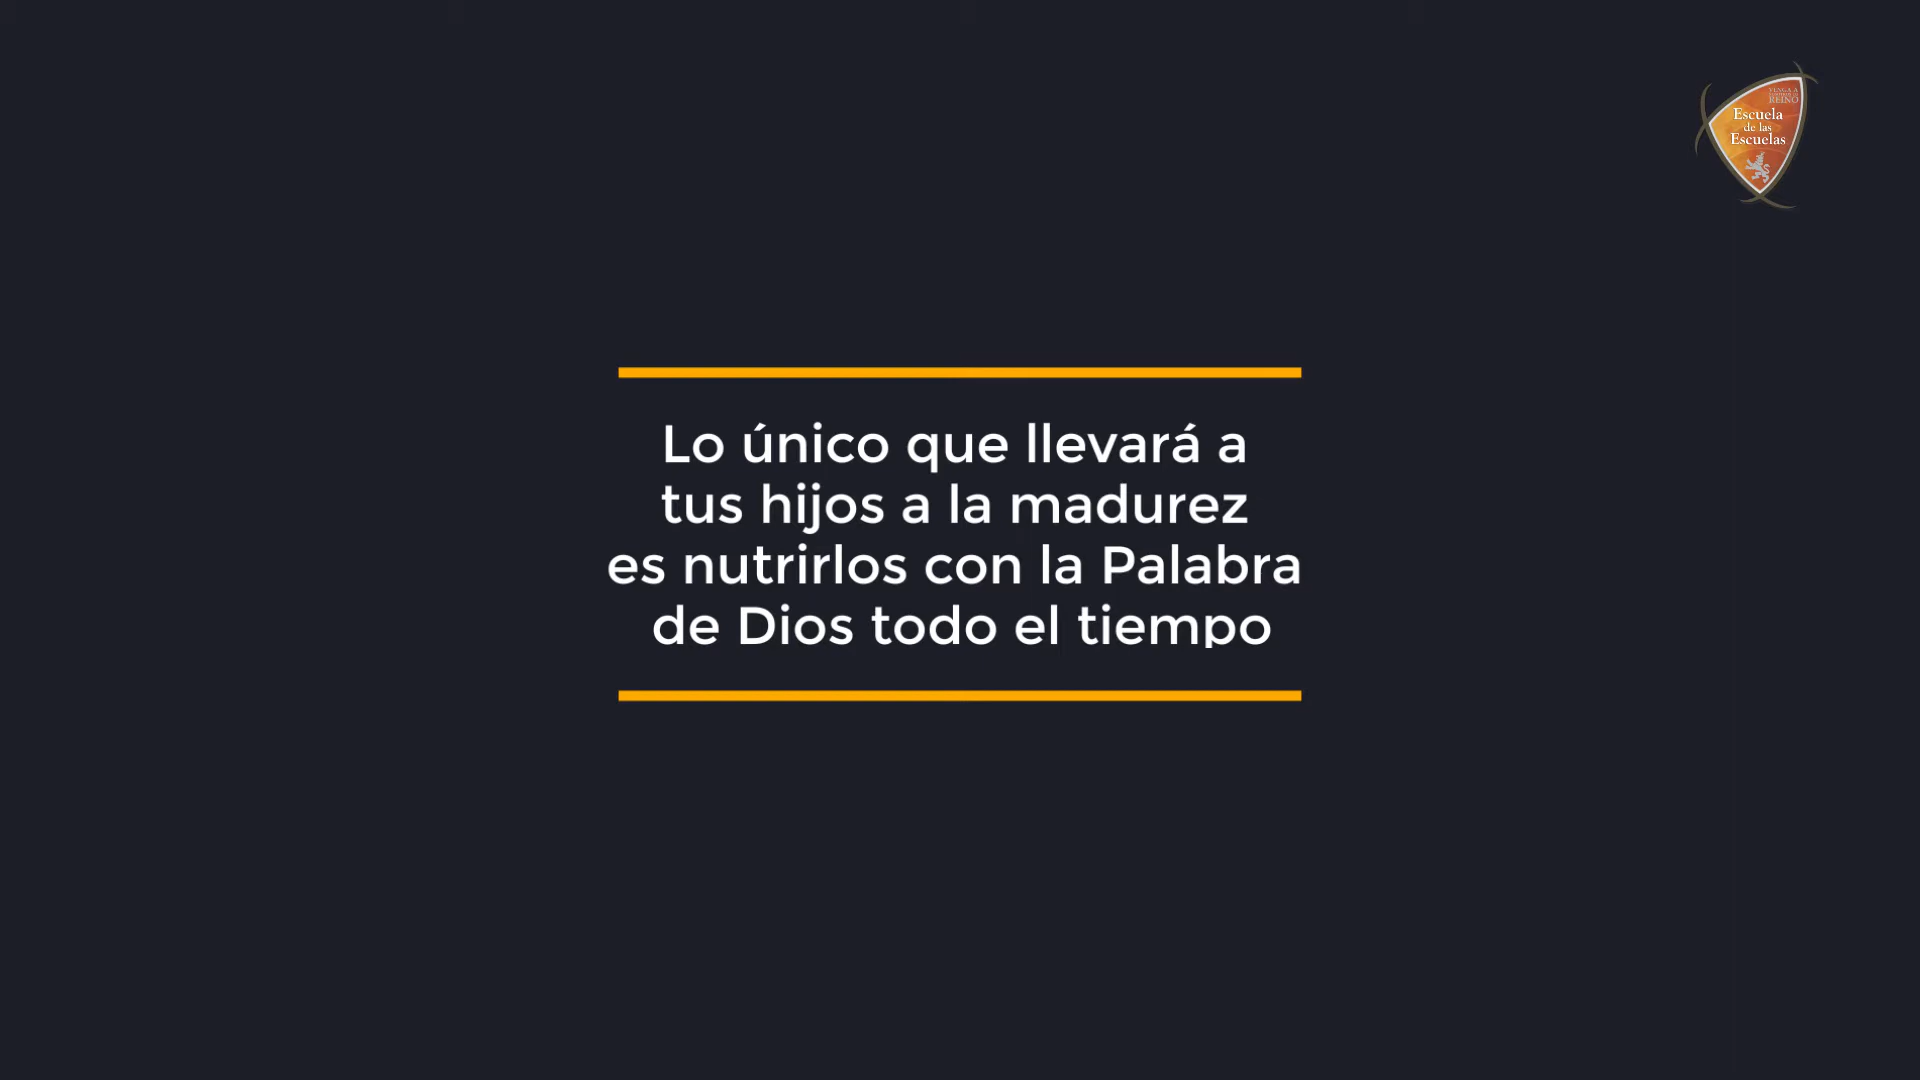 REINO
Escuela
de las
Escuelas
Lo único que llevará a
tus hijos a la madurez
es nutrirlos con la Palabra
de Dios todo el tiempo